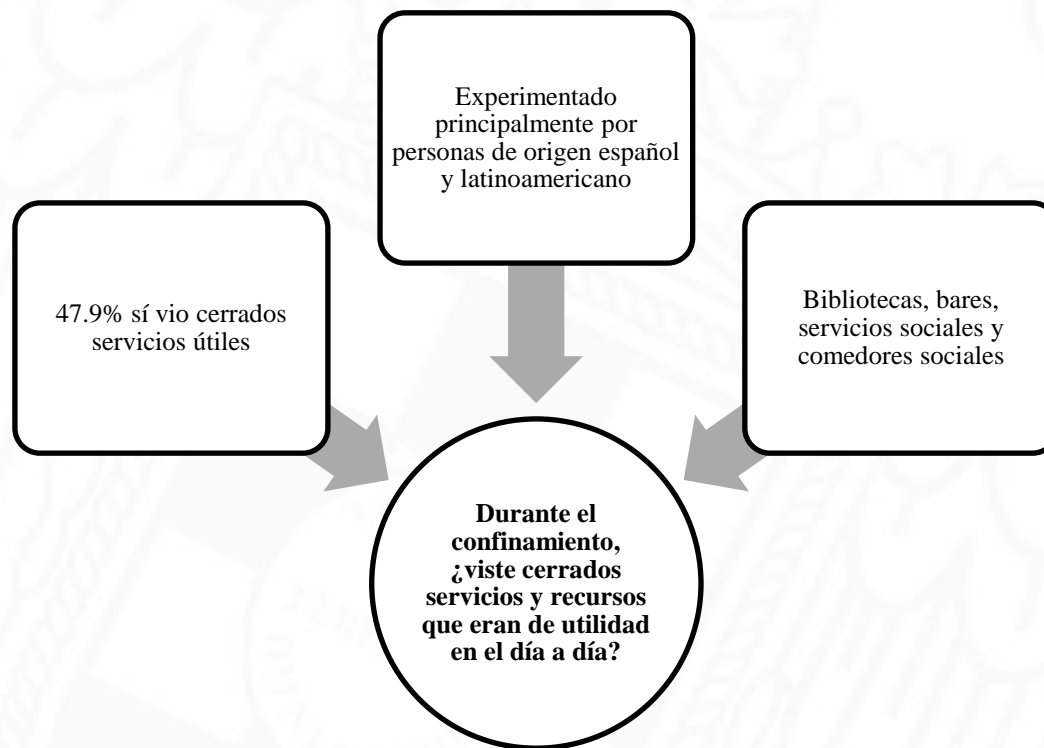 Experimentado
principalmente por
personas de origen español
y latinoamericano
47.9% sí vio cerrados
servicios útiles
Bibliotecas, bares,
servicios sociales y
comedores sociales
Durante el
confinamiento,
¿viste cerrados
servicios y recursos
que eran de utilidad
en el día a día?